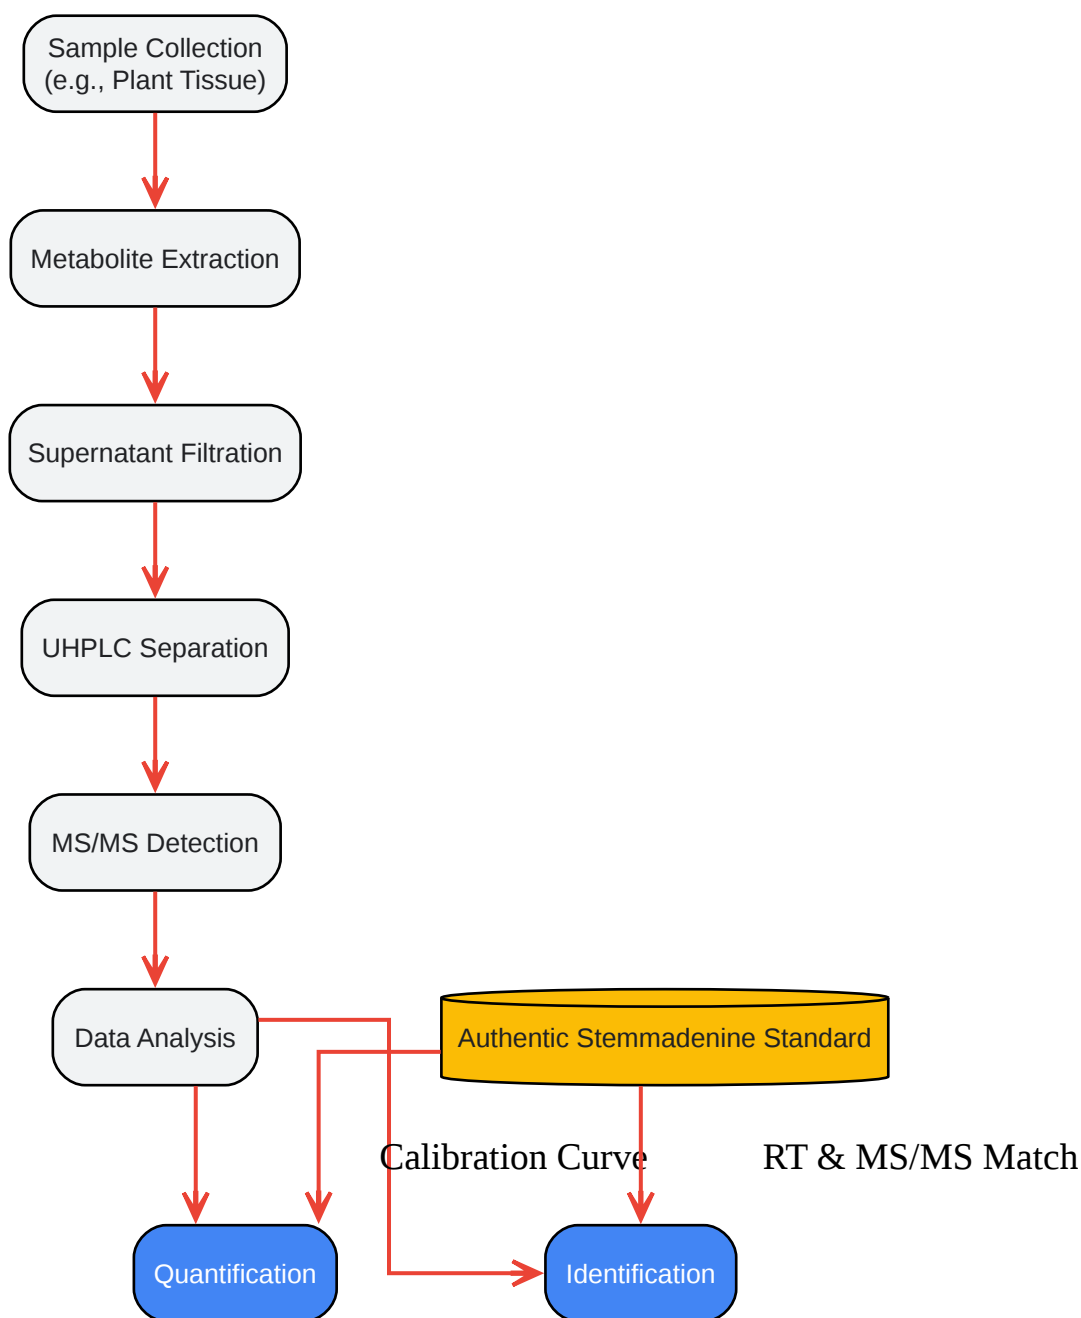 Sample Collection
(e.g., Plant Tissue)
Metabolite Extraction
Supernatant Filtration
UHPLC Separation
MS/MS Detection
Data Analysis
Authentic Stemmadenine Standard
Calibration Curve
RT & MS/MS Match
Quantification
Identification